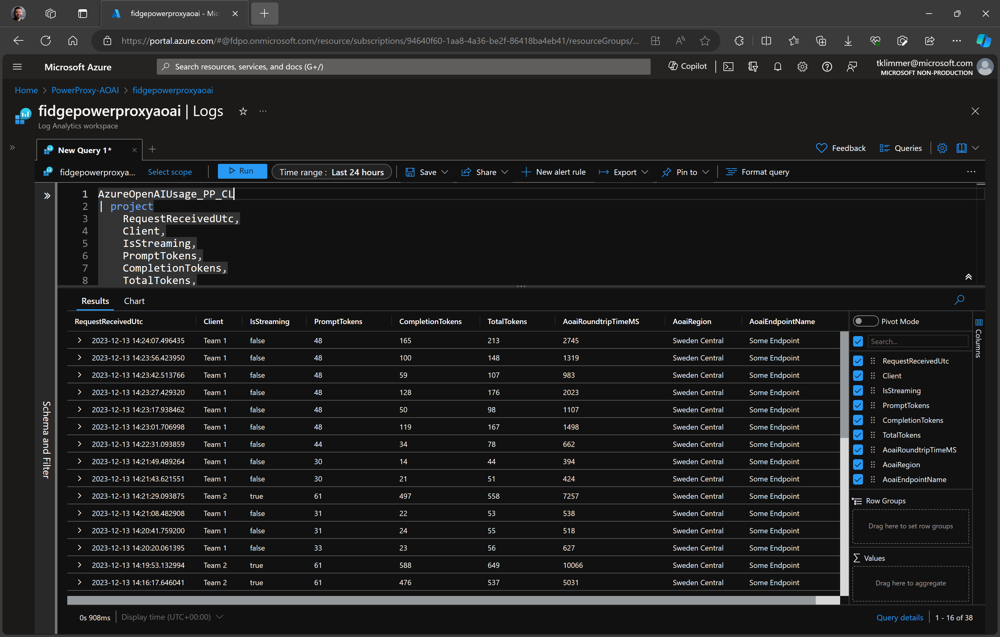 fidgepowerproxyaoai - Mic
https://portal.azure.com/#@fdpo.onmicrosoft.com/resource/subscriptions/94640f60-1aa8-4a36-be2f-86418ba4eb41/resourceGroups/...
Microsoft Azure
Search resources, services, and docs (G+/)
Copilot
tklimmer@microsoft.com
MICROSOFT NON-PRODUCTION
Home > PowerProxy-AOAI > fidgepowerproxyaoai
fidgepowerproxyaoai | Logs
Log Analytics workspace
New Query 1*
Feedback Queries
fidgepowerproxya... Select scope Run Time range : Last 24 hours Save Share New alert rule Export Pin to Format query
1 AzureOpenAIUsage_PP_CL
2 | project
3 RequestReceivedUtc,
4 Client,
5 IsStreaming,
6 PromptTokens,
7 CompletionTokens,
8 TotalTokens,
Schema and Filter
Results Chart
RequestReceivedUtc Client IsStreaming PromptTokens CompletionTokens TotalTokens AoaiRoundtripTimeMS AoaiRegion AoaiEndpointName
2023-12-13 14:24:07.496435 Team 1 false 48 165 213 2745 Sweden Central Some Endpoint
2023-12-13 14:23:56.423950 Team 1 false 48 100 148 1319 Sweden Central Some Endpoint
2023-12-13 14:23:42.513766 Team 1 false 48 59 107 983 Sweden Central Some Endpoint
2023-12-13 14:23:27.429320 Team 1 false 48 128 176 2023 Sweden Central Some Endpoint
2023-12-13 14:23:17.938462 Team 1 false 48 50 98 1107 Sweden Central Some Endpoint
2023-12-13 14:23:01.706998 Team 1 false 48 119 167 1498 Sweden Central Some Endpoint
2023-12-13 14:22:31.093859 Team 1 false 44 34 78 662 Sweden Central Some Endpoint
2023-12-13 14:21:49.489264 Team 1 false 30 14 44 394 Sweden Central Some Endpoint
2023-12-13 14:21:43.621551 Team 1 false 30 21 51 424 Sweden Central Some Endpoint
2023-12-13 14:21:29.093875 Team 2 true 61 497 558 7257 Sweden Central Some Endpoint
2023-12-13 14:21:08.482908 Team 1 false 31 22 53 538 Sweden Central Some Endpoint
2023-12-13 14:20:41.759200 Team 1 false 31 24 55 518 Sweden Central Some Endpoint
2023-12-13 14:20:20.061395 Team 1 false 33 23 56 627 Sweden Central Some Endpoint
2023-12-13 14:19:53.132994 Team 2 true 61 588 649 10066 Sweden Central Some Endpoint
2023-12-13 14:16:17.646041 Team 2 true 61 476 537 5031 Sweden Central Some Endpoint
Pivot Mode
Search...
RequestReceivedUtc
Client
IsStreaming
PromptTokens
CompletionTokens
TotalTokens
AoaiRoundtripTimeMS
AoaiRegion
AoaiEndpointName
Row Groups
Drag here to set row groups
Values
Drag here to aggregate
Columns
0s 908ms Display time (UTC+00:00)
Query details 1 - 16 of 38